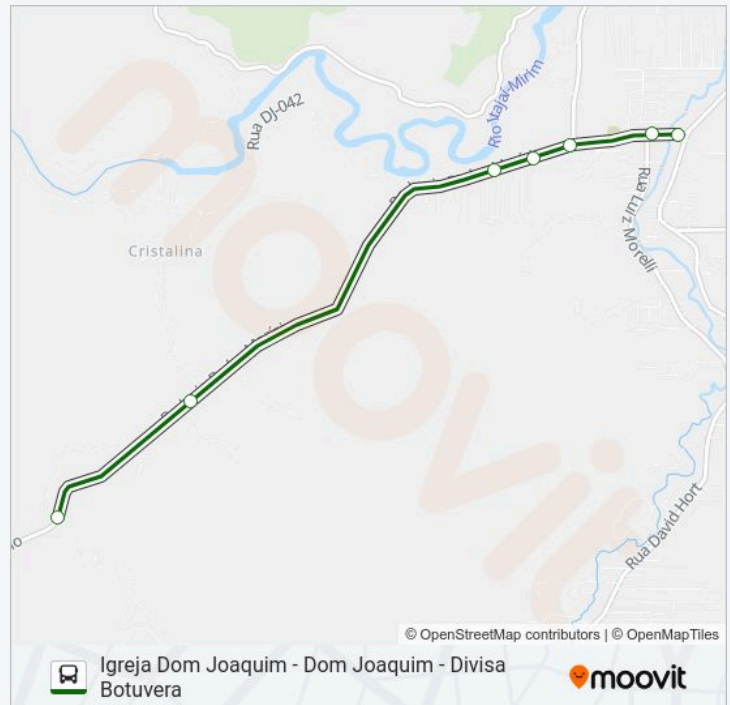 Rua DJ-042
Rio Itajaí-Mirim
Rua Luiz Morelli
Cristalina
Rua David Hort
moovit
© OpenStreetMap contributors | © OpenMapTiles
Igreja Dom Joaquim - Dom Joaquim - Divisa
Botuvera
moovit